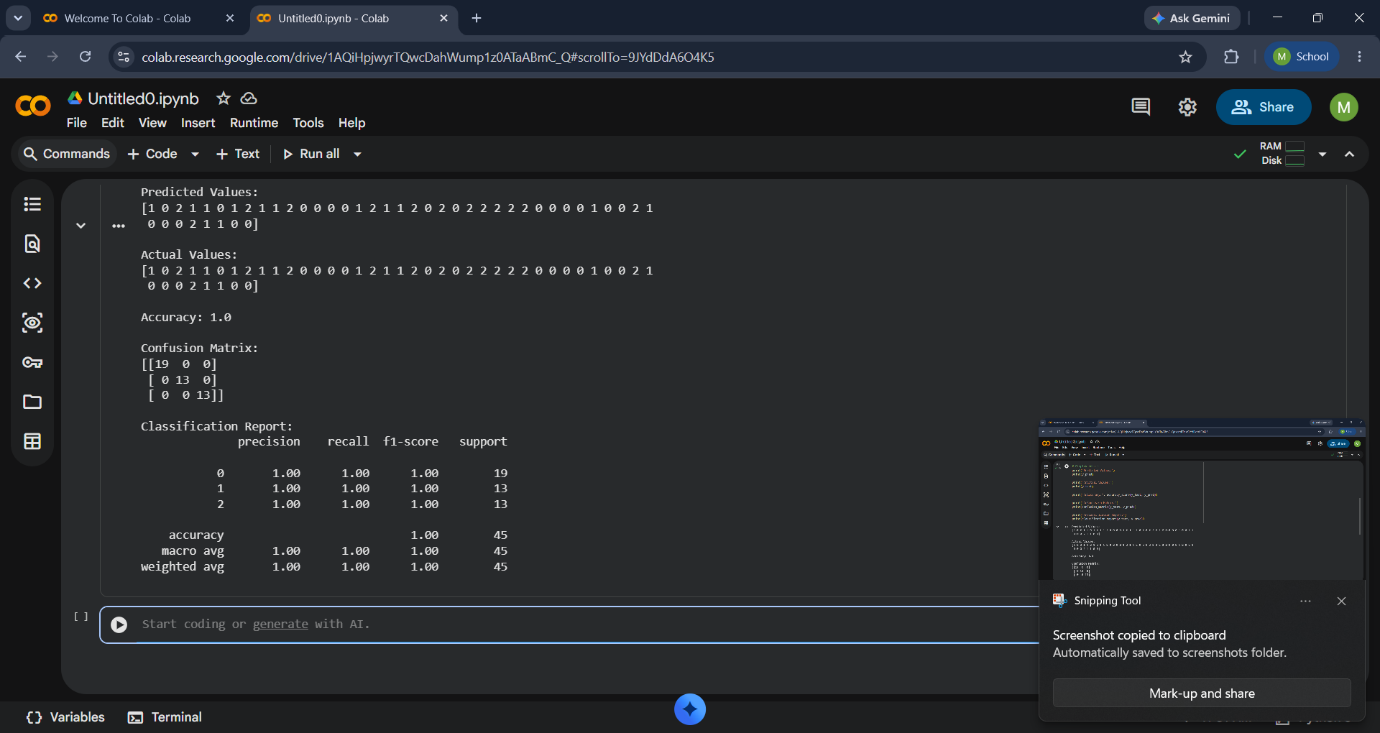 Welcome To Colab - Colab
Untitled0.ipynb - Colab
Ask Gemini
colab.research.google.com/drive/1AQiHpjwyrTQwcDahWump1z0ATaABmC_Q#scrollTo=9JYdDdA6O4K5
M School
Untitled0.ipynb
File Edit View Insert Runtime Tools Help
Share
M
Commands + Code + Text Run all
RAM
Disk
Predicted Values:
[1 0 2 1 1 0 1 2 1 1 2 0 0 0 0 1 2 1 1 2 0 2 0 2 2 2 2 2 0 0 0 0 1 0 0 2 1
0 0 0 2 1 1 0 0]
Actual Values:
[1 0 2 1 1 0 1 2 1 1 2 0 0 0 0 1 2 1 1 2 0 2 0 2 2 2 2 2 0 0 0 0 1 0 0 2 1
0 0 0 2 1 1 0 0]
Accuracy: 1.0
Confusion Matrix:
[[19 0 0]
[ 0 13 0]
[ 0 0 13]]
Classification Report:
precision recall f1-score support
0 1.00 1.00 1.00 19
1 1.00 1.00 1.00 13
2 1.00 1.00 1.00 13
accuracy 1.00 45
macro avg 1.00 1.00 1.00 45
weighted avg 1.00 1.00 1.00 45
[ ]
Start coding or generate with AI.
Snipping Tool
Screenshot copied to clipboard
Automatically saved to screenshots folder.
Mark-up and share
{} Variables
Terminal